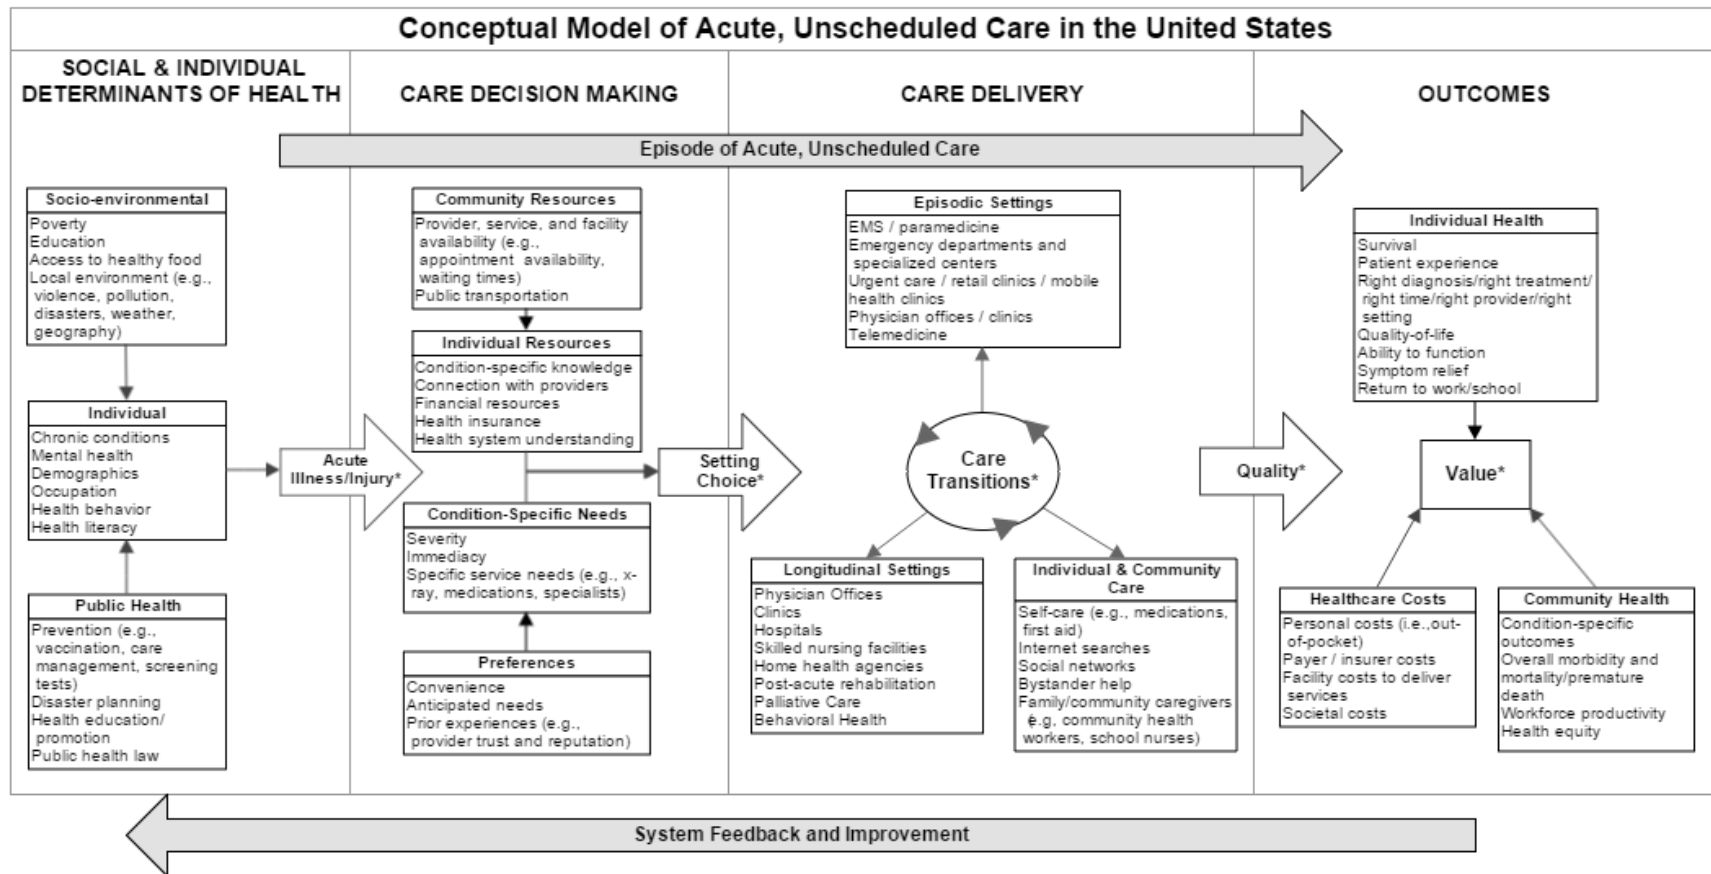 Conceptual Model of Acute, Unscheduled Care in the United States
SOCIAL & INDIVIDUAL
DETERMINANTS OF HEALTH
CARE DECISION MAKING
CARE DELIVERY
OUTCOMES
Episode of Acute, Unscheduled Care
Socio-environmental
Poverty
Education
Access to healthy food
Local environment (e.g.,
violence, pollution,
disasters, weather,
geography)
Individual
Chronic conditions
Mental health
Demographics
Occupation
Health behavior
Health literacy
Public Health
Prevention (e.g.,
vaccination, care
management, screening
tests)
Disaster planning
Health education/
promotion
Public health law
Acute
Illness/Injury*
Community Resources
Provider, service, and facility
availability (e.g.,
appointment availability,
waiting times)
Public transportation
Individual Resources
Condition-specific knowledge
Connection with providers
Financial resources
Health insurance
Health system understanding
Condition-Specific Needs
Severity
Immediacy
Specific service needs (e.g., x-
ray, medications, specialists)
Preferences
Convenience
Anticipated needs
Prior experiences (e.g.,
provider trust and reputation)
Setting
Choice*
Episodic Settings
EMS / paramedicine
Emergency departments and
specialized centers
Urgent care / retail clinics / mobile
health clinics
Physician offices / clinics
Telemedicine
Care
Transitions*
Longitudinal Settings
Physician Offices
Clinics
Hospitals
Skilled nursing facilities
Home health agencies
Post-acute rehabilitation
Palliative Care
Behavioral Health
Individual & Community
Care
Self-care (e.g., medications,
first aid)
Internet searches
Social networks
Bystander help
Family/community caregivers
(e.g, community health
workers, school nurses)
Quality*
Individual Health
Survival
Patient experience
Right diagnosis/right treatment/
right time/right provider/right
setting
Quality-of-life
Ability to function
Symptom relief
Return to work/school
Value*
Healthcare Costs
Personal costs (i.e.,out-
of-pocket)
Payer / insurer costs
Facility costs to deliver
services
Societal costs
Community Health
Condition-specific
outcomes
Overall morbidity and
mortality/premature
death
Workforce productivity
Health equity
System Feedback and Improvement